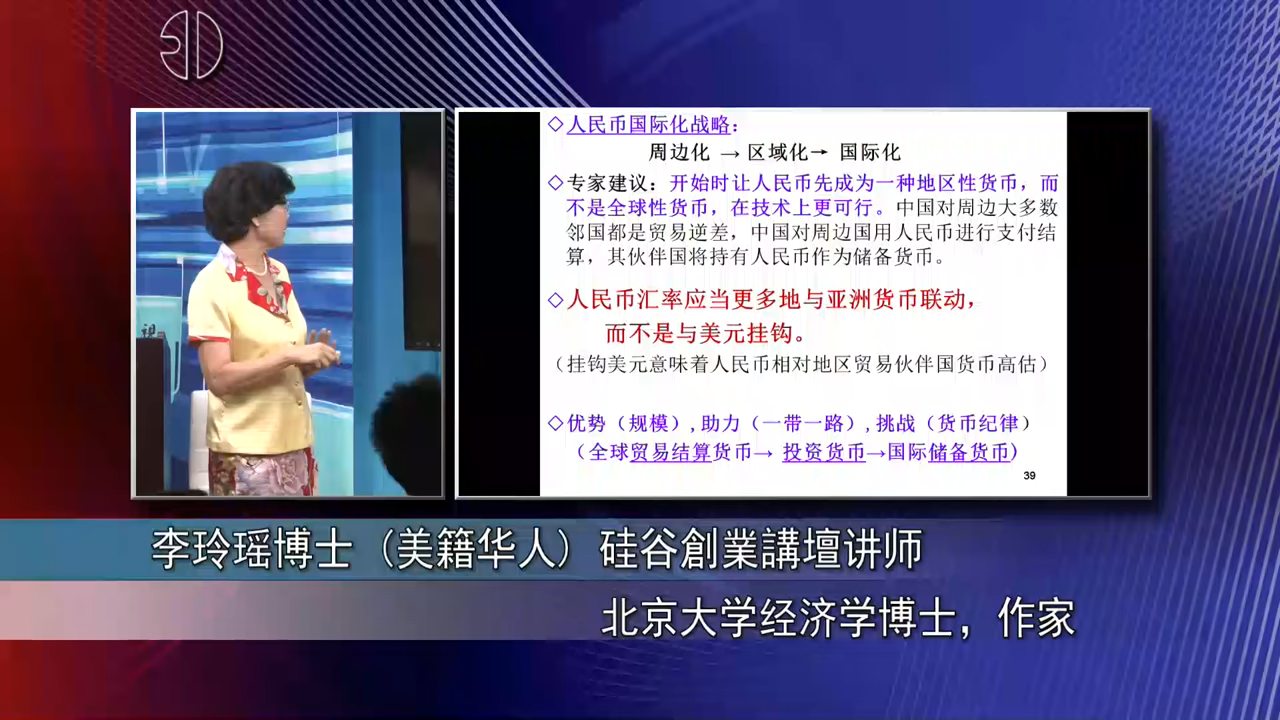 ◇人民币国际化战略：
周边化 → 区域化→ 国际化
◇专家建议：开始时让人民币先成为一种地区性货币，而
不是全球性货币，在技术上更可行。中国对周边大多数
邻国都是贸易逆差，中国对周边国用人民币进行支付结
算，其伙伴国将持有人民币作为储备货币。
◇人民币汇率应当更多地与亚洲货币联动，
而不是与美元挂钩。
（挂钩美元意味着人民币相对地区贸易伙伴国货币高估）
◇优势（规模）,助力（一带一路）,挑战（货币纪律）
（全球贸易结算货币→ 投资货币→国际储备货币)
39
李玲瑶博士（美籍华人）硅谷創業講壇讲师
北京大学经济学博士，作家